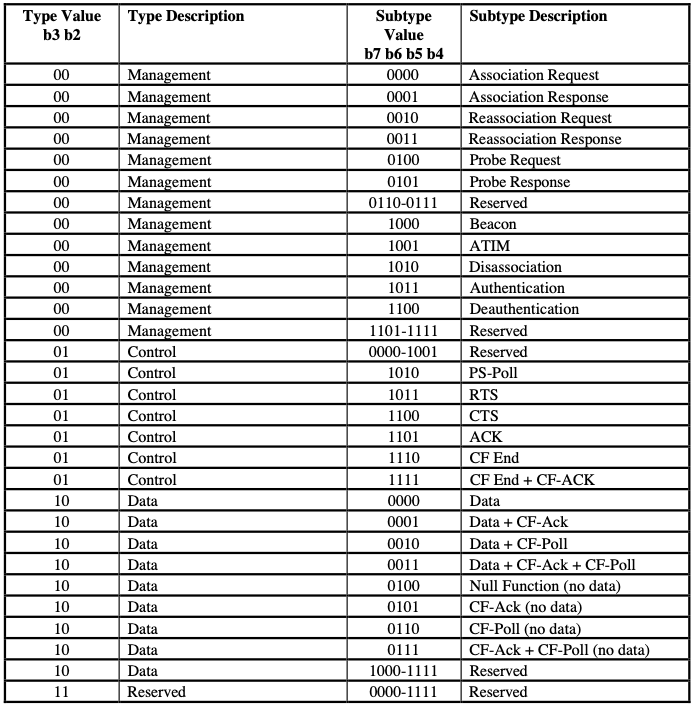 Type Value Type Description Subtype Subtype Description
b3 b2 Value
b7 b6 b5 b4
00 Management 0000 Association Request
00 Management 0001 Association Response
00 Management 0010 Reassociation Request
00 Management 0011 Reassociation Response
00 Management 0100 Probe Request
00 Management 0101 Probe Response
00 Management 0110-0111 Reserved
00 Management 1000 Beacon
00 Management 1001 ATIM
00 Management 1010 Disassociation
00 Management 1011 Authentication
00 Management 1100 Deauthentication
00 Management 1101-1111 Reserved
01 Control 0000-1001 Reserved
01 Control 1010 PS-Poll
01 Control 1011 RTS
01 Control 1100 CTS
01 Control 1101 ACK
01 Control 1110 CF End
01 Control 1111 CF End + CF-ACK
10 Data 0000 Data
10 Data 0001 Data + CF-Ack
10 Data 0010 Data + CF-Poll
10 Data 0011 Data + CF-Ack + CF-Poll
10 Data 0100 Null Function (no data)
10 Data 0101 CF-Ack (no data)
10 Data 0110 CF-Poll (no data)
10 Data 0111 CF-Ack + CF-Poll (no data)
10 Data 1000-1111 Reserved
11 Reserved 0000-1111 Reserved